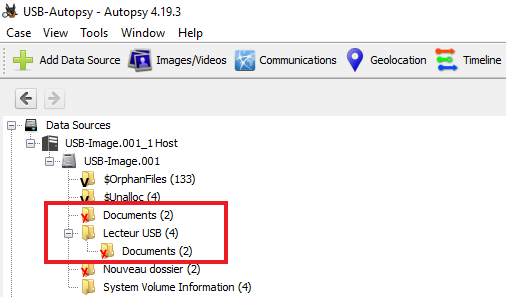 USB-Autopsy - Autopsy 4.19.3
Case View Tools Window Help
Add Data Source Images/Videos Communications Geolocation Timeline
Data Sources
USB-Image.001_1 Host
USB-Image.001
$OrphanFiles (133)
$Unalloc (4)
Documents (2)
Lecteur USB (4)
Documents (2)
Nouveau dossier (2)
System Volume Information (4)